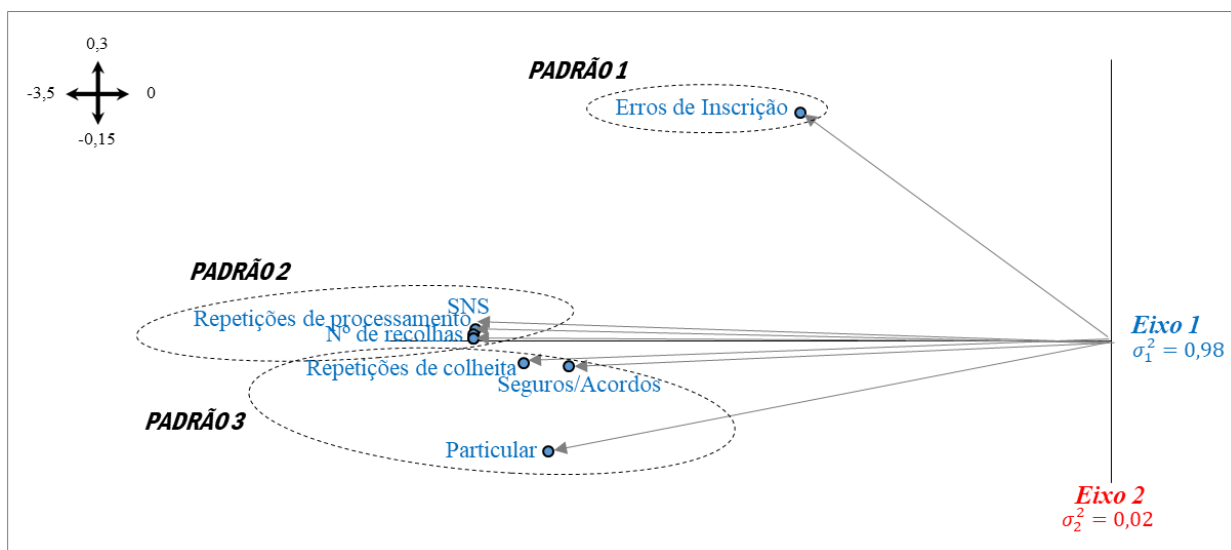 0,3
-3,5
0
-0,15
PADRÃO 1
Erros de Inscrição
PADRÃO 2
SNS
Repetições de processamento
Nº de recolhas
Repetições de colheita
Seguros/Acordos
PADRÃO 3
Particular
Eixo 1
σ₁² = 0,98
Eixo 2
σ₂² = 0,02